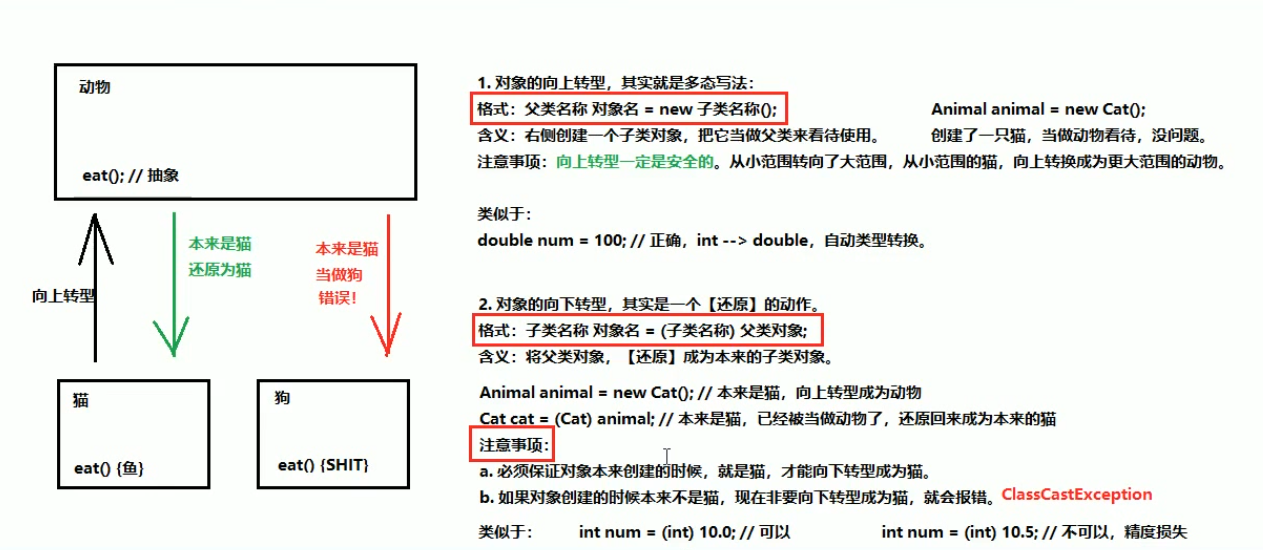 动物
eat(); // 抽象
向上转型
本来是猫
还原为猫
本来是猫
当做狗
错误！
猫
eat() {鱼}
狗
eat() {SHIT}
1. 对象的向上转型，其实就是多态写法：
格式：父类名称 对象名 = new 子类名称();
Animal animal = new Cat();
含义：右侧创建一个子类对象，把它当做父类来看待使用。
创建了一只猫，当做动物看待，没问题。
注意事项：向上转型一定是安全的。从小范围转向了大范围，从小范围的猫，向上转换成为更大范围的动物。
类似于：
double num = 100; // 正确，int --> double，自动类型转换。
2. 对象的向下转型，其实是一个【还原】的动作。
格式：子类名称 对象名 = (子类名称) 父类对象;
含义：将父类对象，【还原】成为本来的子类对象。
Animal animal = new Cat(); // 本来是猫，向上转型成为动物
Cat cat = (Cat) animal; // 本来是猫，已经被当做动物了，还原回来成为本来的猫
注意事项：
a. 必须保证对象本来创建的时候，就是猫，才能向下转型成为猫。
b. 如果对象创建的时候本来不是猫，现在非要向下转型成为猫，就会报错。ClassCastException
类似于： int num = (int) 10.0; // 可以 int num = (int) 10.5; // 不可以，精度损失